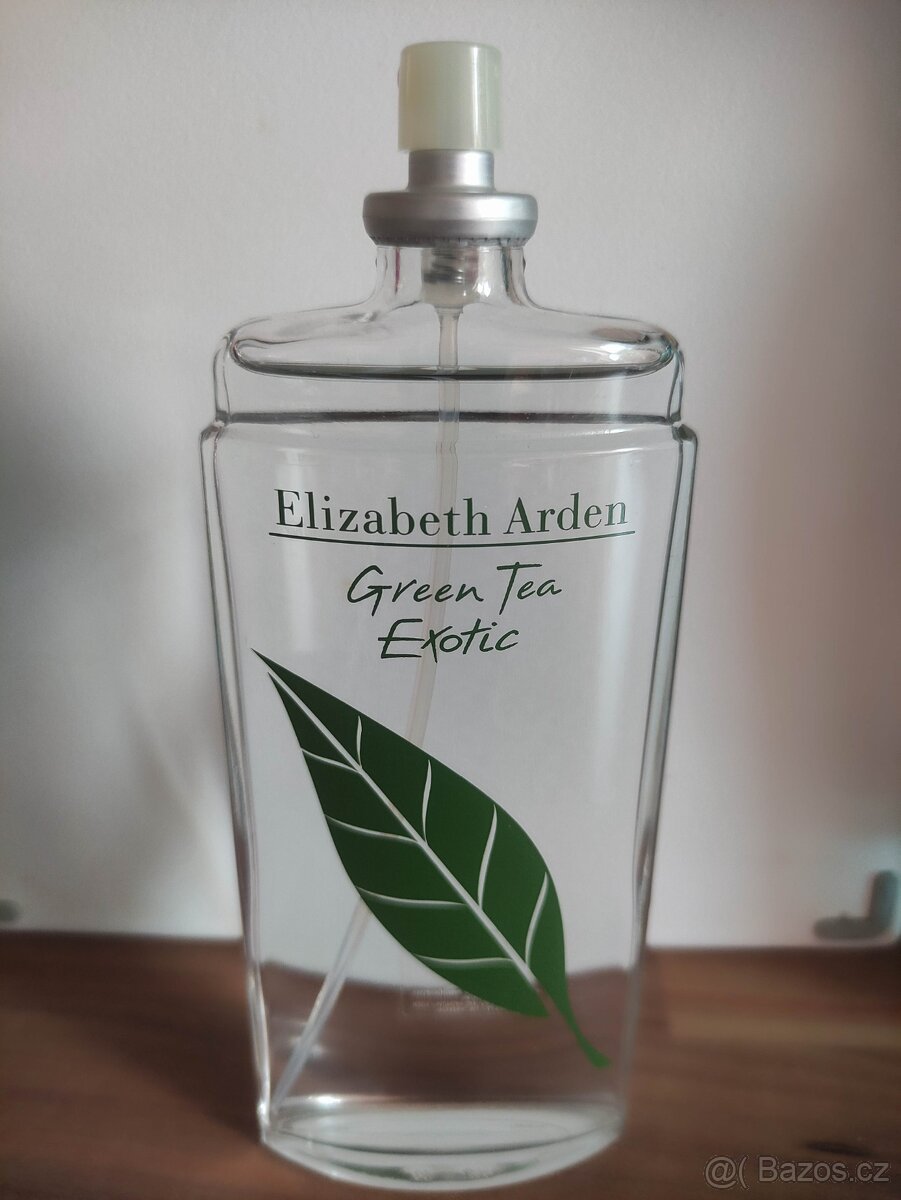 Elizabeth Arden
Green Tea
Exotic
@( Bazos.cz